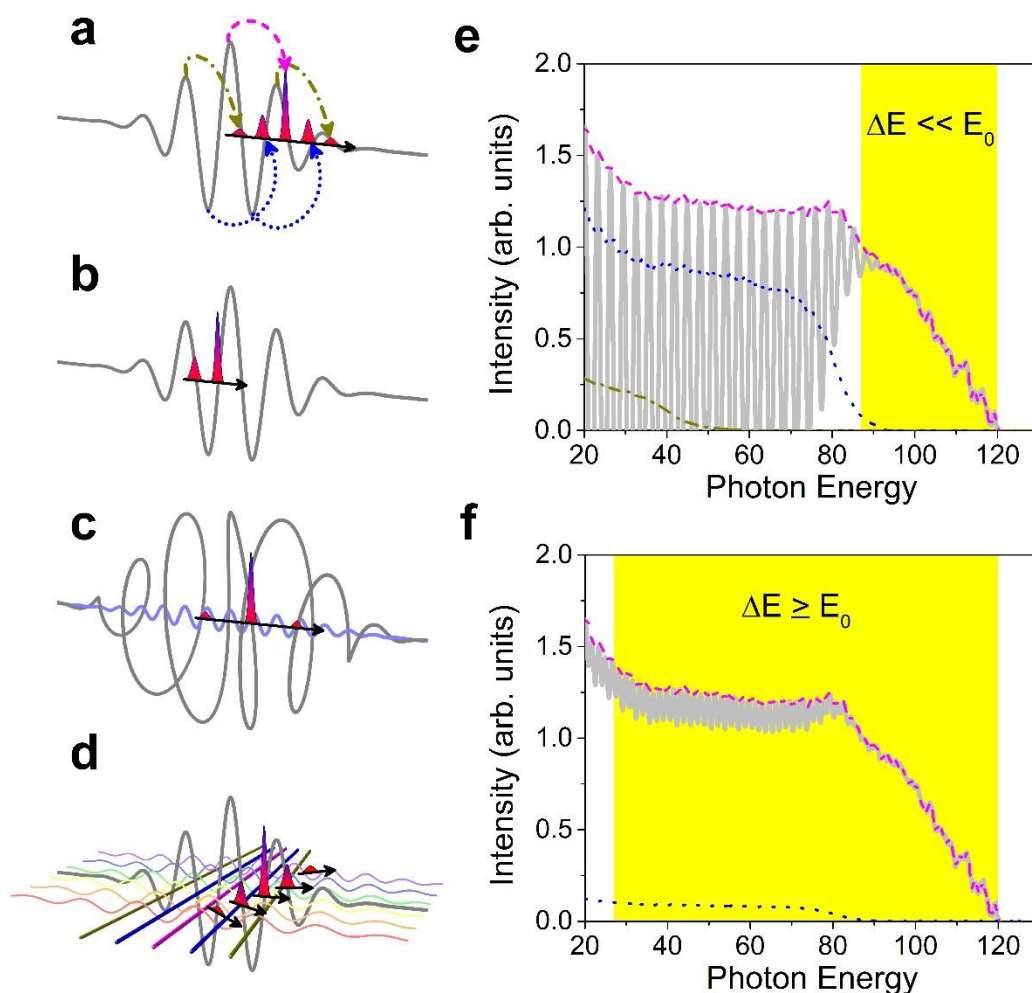 a
b
c
d
e
2.0
1.5
1.0
0.5
0.0
Intensity (arb. units)
ΔE << E₀
20 40 60 80 100 120
Photon Energy
f
2.0
1.5
1.0
0.5
0.0
Intensity (arb. units)
ΔE ≥ E₀
20 40 60 80 100 120
Photon Energy